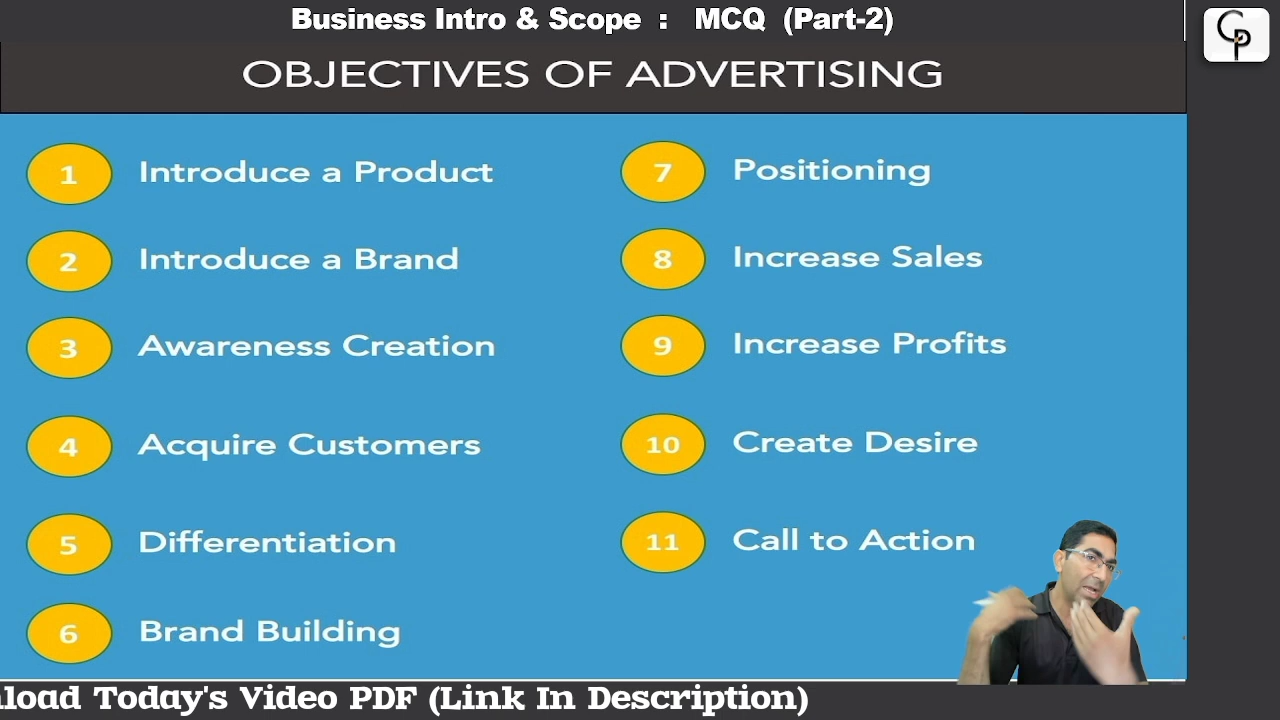 Business Intro & Scope : MCQ (Part-2)
OBJECTIVES OF ADVERTISING
1 Introduce a Product
2 Introduce a Brand
3 Awareness Creation
4 Acquire Customers
5 Differentiation
6 Brand Building
7 Positioning
8 Increase Sales
9 Increase Profits
10 Create Desire
11 Call to Action
Today's Video PDF (Link In Description)